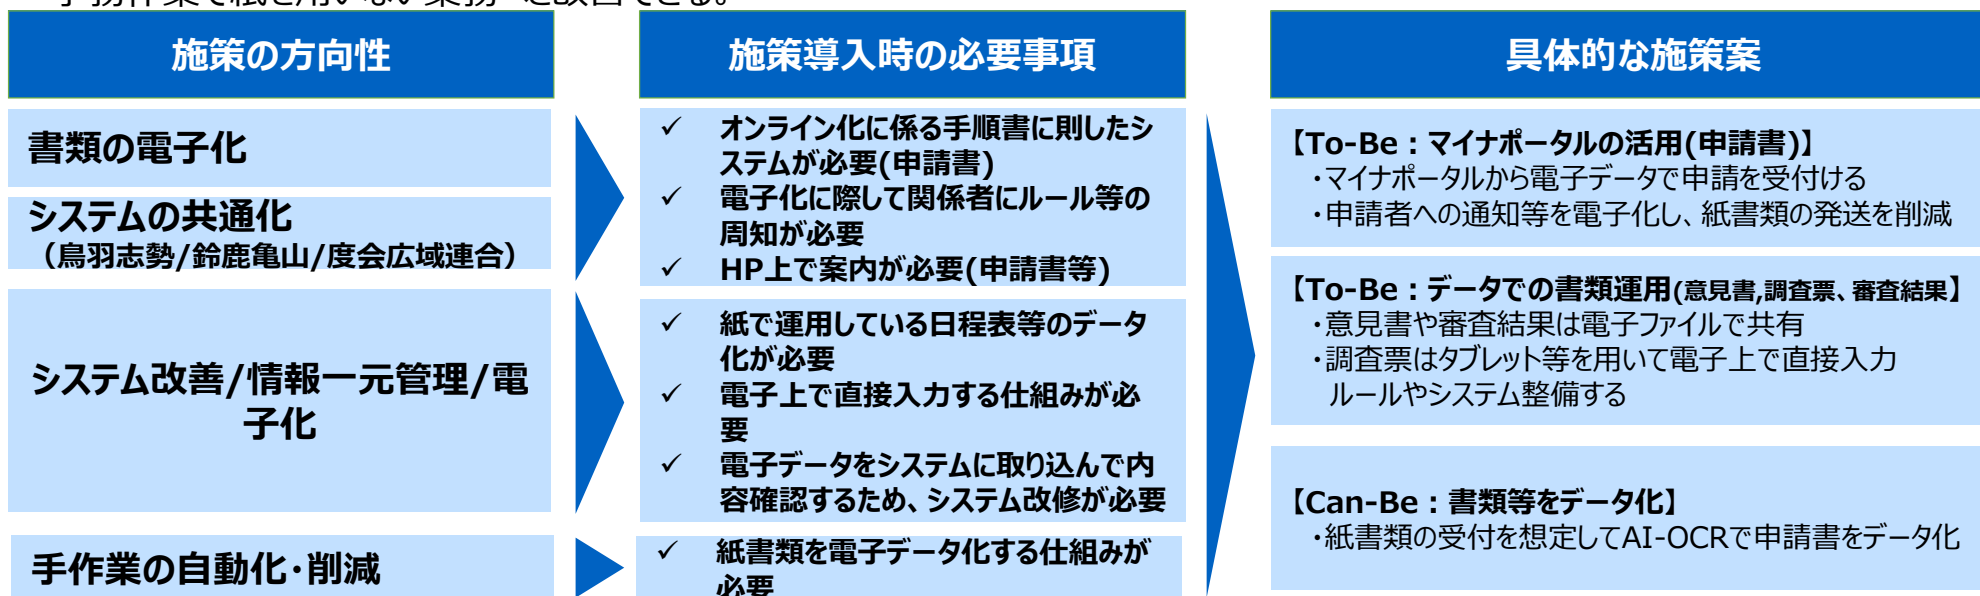 事務作業で紙を用いない業務へと改善できる。
施策の方向性
施策導入時の必要事項
具体的な施策案
書類の電子化
システムの共通化
（鳥羽志勢/鈴鹿亀山/度会広域連合）
システム改善/情報一元管理/電
子化
手作業の自動化・削減
✓ オンライン化に係る手順書に則したシ
ステムが必要(申請書)
✓ 電子化に際して関係者にルール等の
周知が必要
✓ HP上で案内が必要(申請書等)
✓ 紙で運用している日程表等のデータ
化が必要
✓ 電子上で直接入力する仕組みが必
要
✓ 電子データをシステムに取り込んで内
容確認するため、システム改修が必要
✓ 紙書類を電子データ化する仕組みが
必要
【To-Be：マイナポータルの活用(申請書)】
・マイナポータルから電子データで申請を受付ける
・申請者への通知等を電子化し、紙書類の発送を削減
【To-Be：データでの書類運用(意見書,調査票、審査結果】
・意見書や審査結果は電子ファイルで共有
・調査票はタブレット等を用いて電子上で直接入力
ルールやシステム整備する
【Can-Be：書類等をデータ化】
・紙書類の受付を想定してAI-OCRで申請書をデータ化